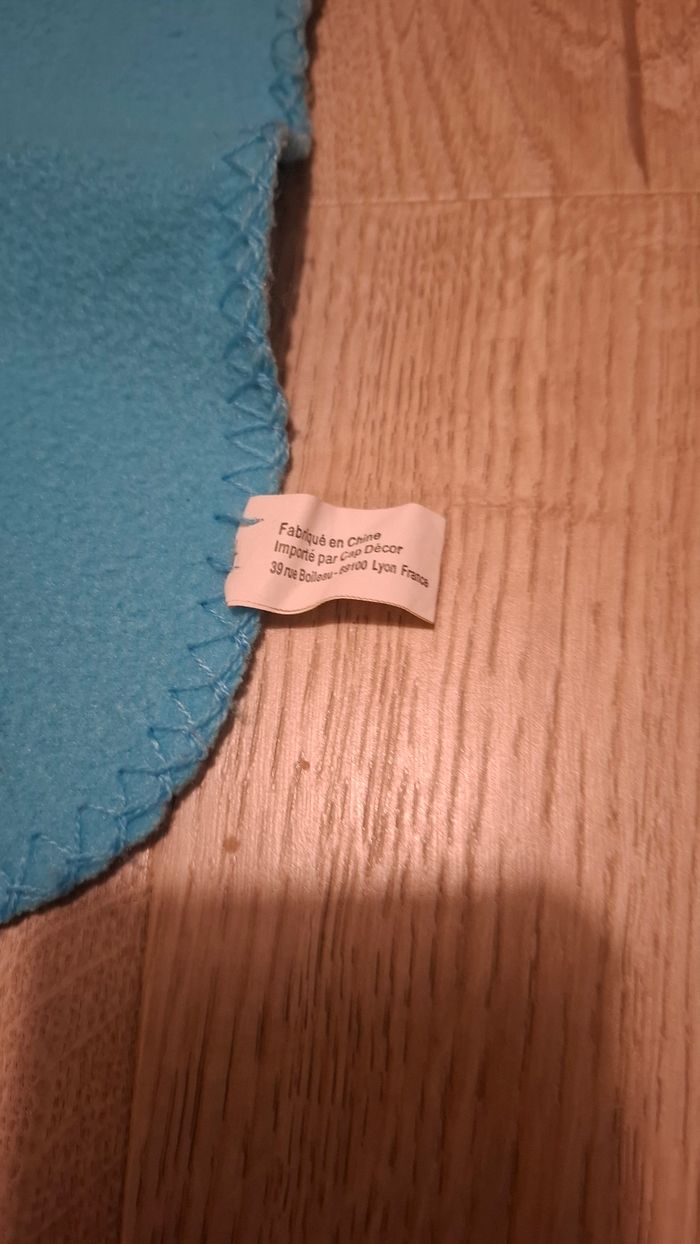 Fabriqué en Chine
Importé par Cap Décor
39 rue Boileau - 69100 Lyon France